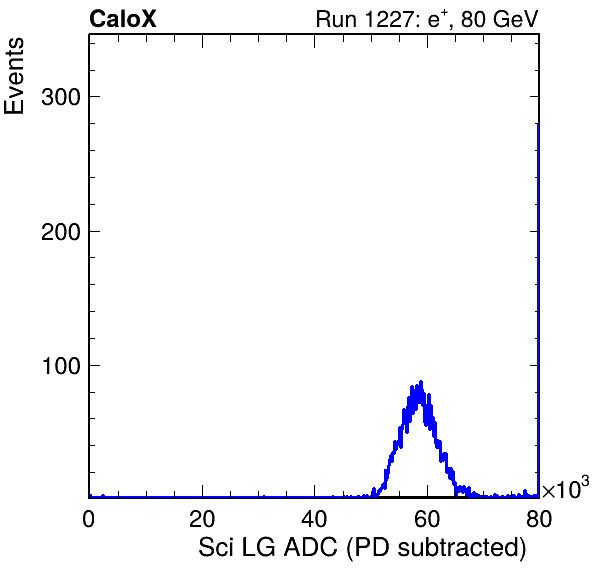 CaloX Run 1227: e⁺, 80 GeV
Events
300
200
100
0 20 40 60 80
×10³
Sci LG ADC (PD subtracted)